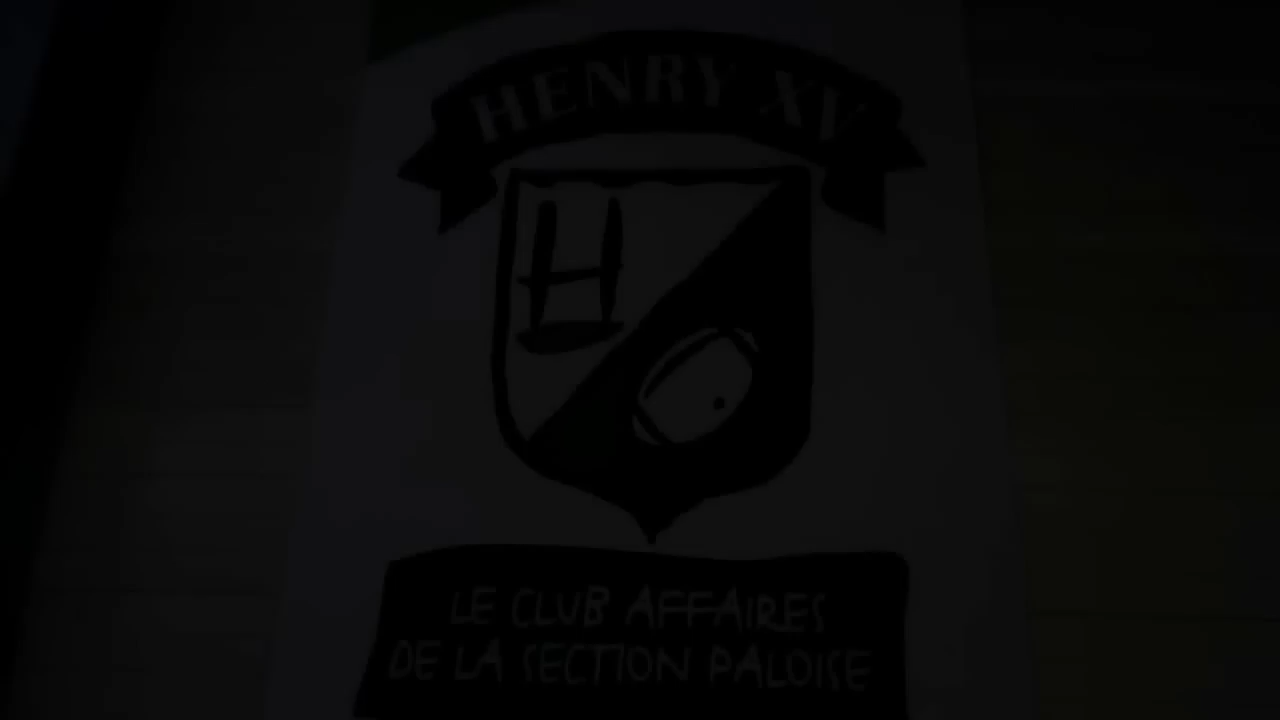 HENRY XV
LE CLUB AFFAIRES
DE LA SECTION PALOISE